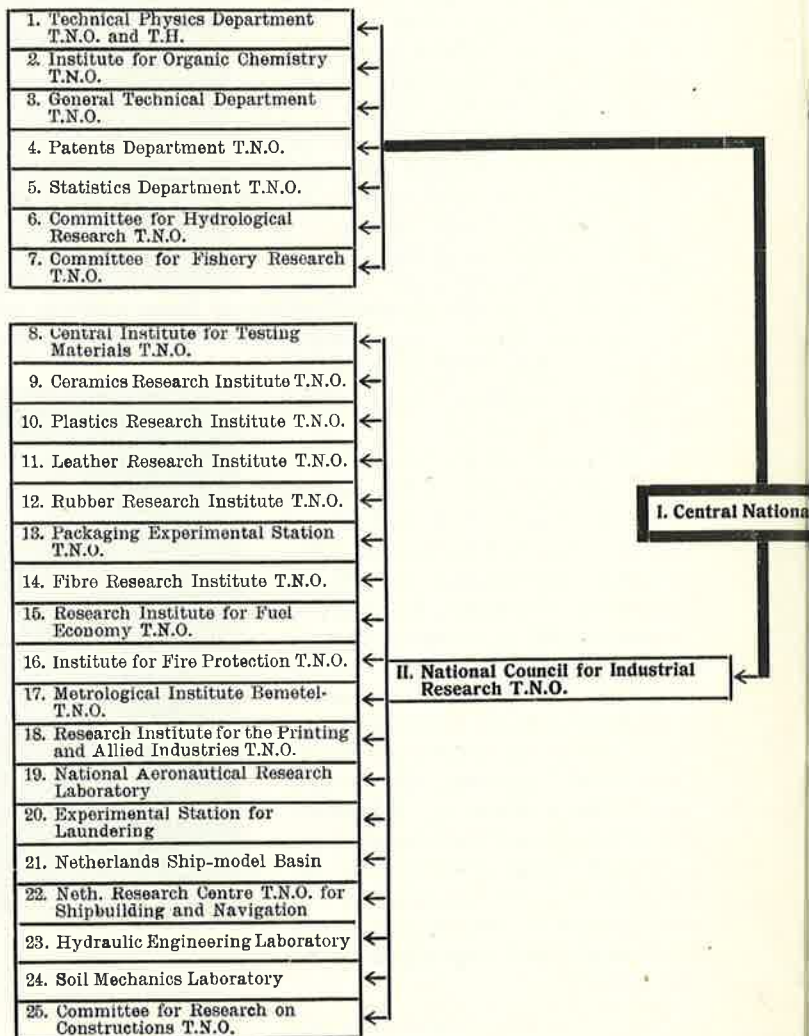 1. Technical Physics Department
T.N.O. and T.H.
2. Institute for Organic Chemistry
T.N.O.
3. General Technical Department
T.N.O.
4. Patents Department T.N.O.
5. Statistics Department T.N.O.
6. Committee for Hydrological
Research T.N.O.
7. Committee for Fishery Research
T.N.O.
8. Central Institute for Testing
Materials T.N.O.
9. Ceramics Research Institute T.N.O.
10. Plastics Research Institute T.N.O.
11. Leather Research Institute T.N.O.
12. Rubber Research Institute T.N.O.
13. Packaging Experimental Station
T.N.O.
14. Fibre Research Institute T.N.O.
15. Research Institute for Fuel
Economy T.N.O.
16. Institute for Fire Protection T.N.O.
17. Metrological Institute Bemetel-
T.N.O.
18. Research Institute for the Printing
and Allied Industries T.N.O.
19. National Aeronautical Research
Laboratory
20. Experimental Station for
Laundering
21. Netherlands Ship-model Basin
22. Neth. Research Centre T.N.O. for
Shipbuilding and Navigation
23. Hydraulic Engineering Laboratory
24. Soil Mechanics Laboratory
25. Committee for Research on
Constructions T.N.O.
I. Central Nationa
II. National Council for Industrial
Research T.N.O.